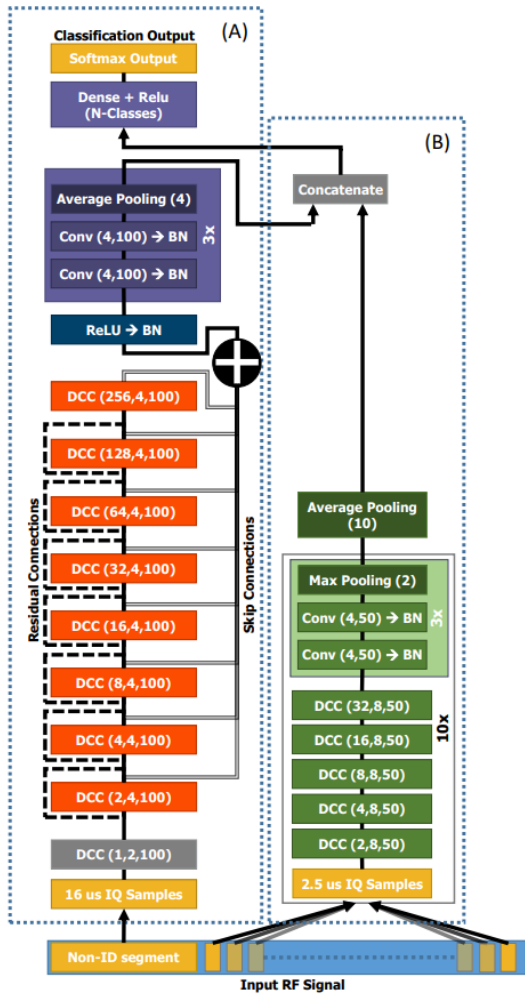 Classification Output
(A)
Softmax Output
Dense + Relu
(N-Classes)
Average Pooling (4)
Conv (4,100) → BN
Conv (4,100) → BN
3x
ReLU → BN
DCC (256,4,100)
DCC (128,4,100)
DCC (64,4,100)
DCC (32,4,100)
DCC (16,4,100)
DCC (8,4,100)
DCC (4,4,100)
DCC (2,4,100)
Residual Connections
Skip Connections
DCC (1,2,100)
16 us IQ Samples
(B)
Concatenate
Average Pooling
(10)
Max Pooling (2)
Conv (4,50) → BN
Conv (4,50) → BN
3x
DCC (32,8,50)
DCC (16,8,50)
DCC (8,8,50)
DCC (4,8,50)
DCC (2,8,50)
10x
2.5 us IQ Samples
Non-ID segment
Input RF Signal